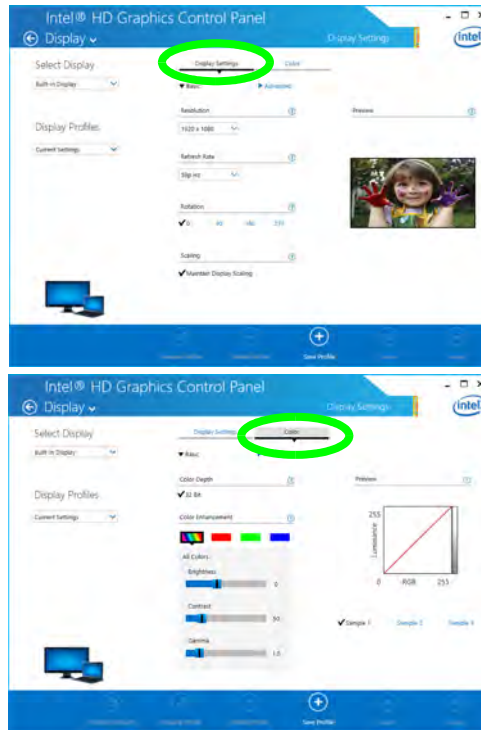 Intel® HD Graphics Control Panel
Display
Display Settings
intel
Select Display
Display Settings
Color
Built-in Display
Basic
Advanced
Resolution
Preview
Display Profiles
Current Settings
Refresh Rate
Rotation
0
90
180
270
Scaling
Maintain Display Scaling
Save Profile
Intel® HD Graphics Control Panel
Display
Display Settings
intel
Select Display
Display Settings
Color
Built-in Display
Basic
Color Depth
Preview
32 Bit
Display Profiles
Current Settings
Color Enhancement
255
Luminance
All Colors
Brightness
0
0
RGB
255
Contrast
50
Sample 1
Sample 2
Gamma
1.0
Save Profile